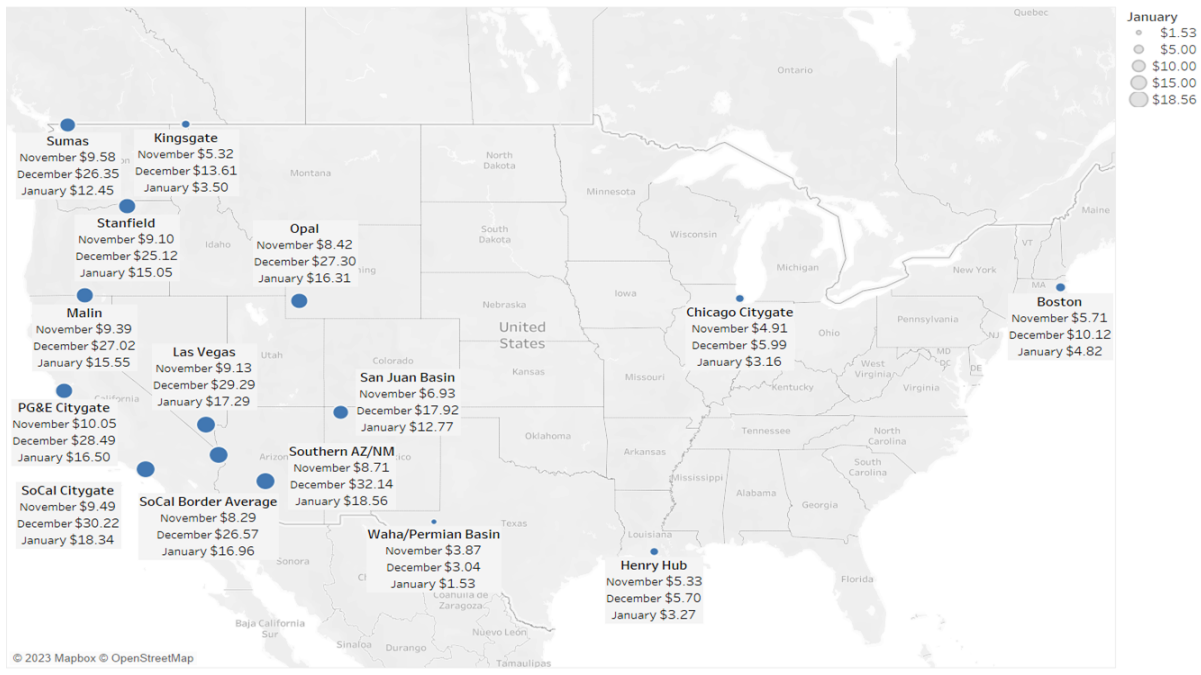 January
$1.53
$5.00
$10.00
$15.00
$18.56
Quebec
Ontario
Sumas
November $9.58
December $26.35
January $12.45
Kingsgate
November $5.32
December $13.61
January $3.50
Montana
North
Dakota
Minnesota
Maine
Stanfield
November $9.10
December $25.12
January $15.05
Idaho
Opal
November $8.42
December $27.30
January $16.31
South
Dakota
Wisconsin
Michigan
New York
VT
MA
Malin
November $9.39
December $27.02
January $15.55
Nebraska
Iowa
Chicago Citygate
November $4.91
December $5.99
January $3.16
Ohio
Pennsylvania
NJ
Boston
November $5.71
December $10.12
January $4.82
United
States
Las Vegas
November $9.13
December $29.29
January $17.29
Utah
Colorado
Kansas
Missouri
West
Virginia
MD
DC
DE
Kentucky
Virginia
San Juan Basin
November $6.93
December $17.92
January $12.77
California
PG&E Citygate
November $10.05
December $28.49
January $16.50
Oklahoma
Arkansas
Tennessee
North
Carolina
South
Carolina
Southern AZ/NM
November $8.71
December $32.14
January $18.56
Mississippi
Alabama
Georgia
SoCal Citygate
November $9.49
December $30.22
January $18.34
SoCal Border Average
November $8.29
December $26.57
January $16.96
Waha/Permian Basin
November $3.87
December $3.04
January $1.53
Texas
Louisiana
Henry Hub
November $5.33
December $5.70
January $3.27
Florida
Sonora
Coahuila de
Zaragoza
Baja California
Sur
Sinaloa
Durango
Nuevo León
Tamaulipas
© 2023 Mapbox © OpenStreetMap